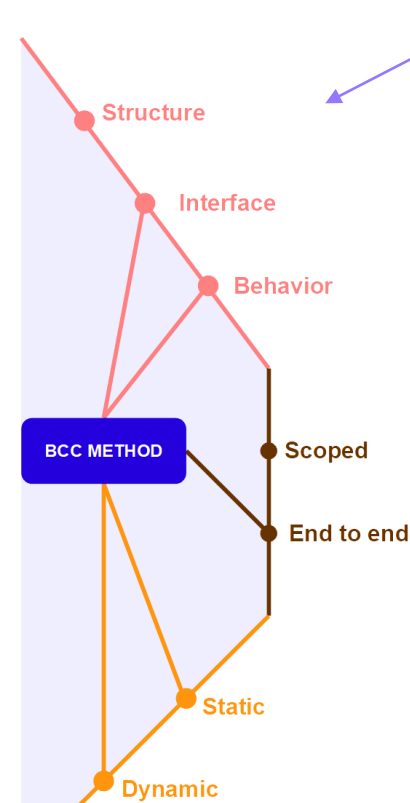 Structure
Interface
Behavior
BCC METHOD
Scoped
End to end
Static
Dynamic